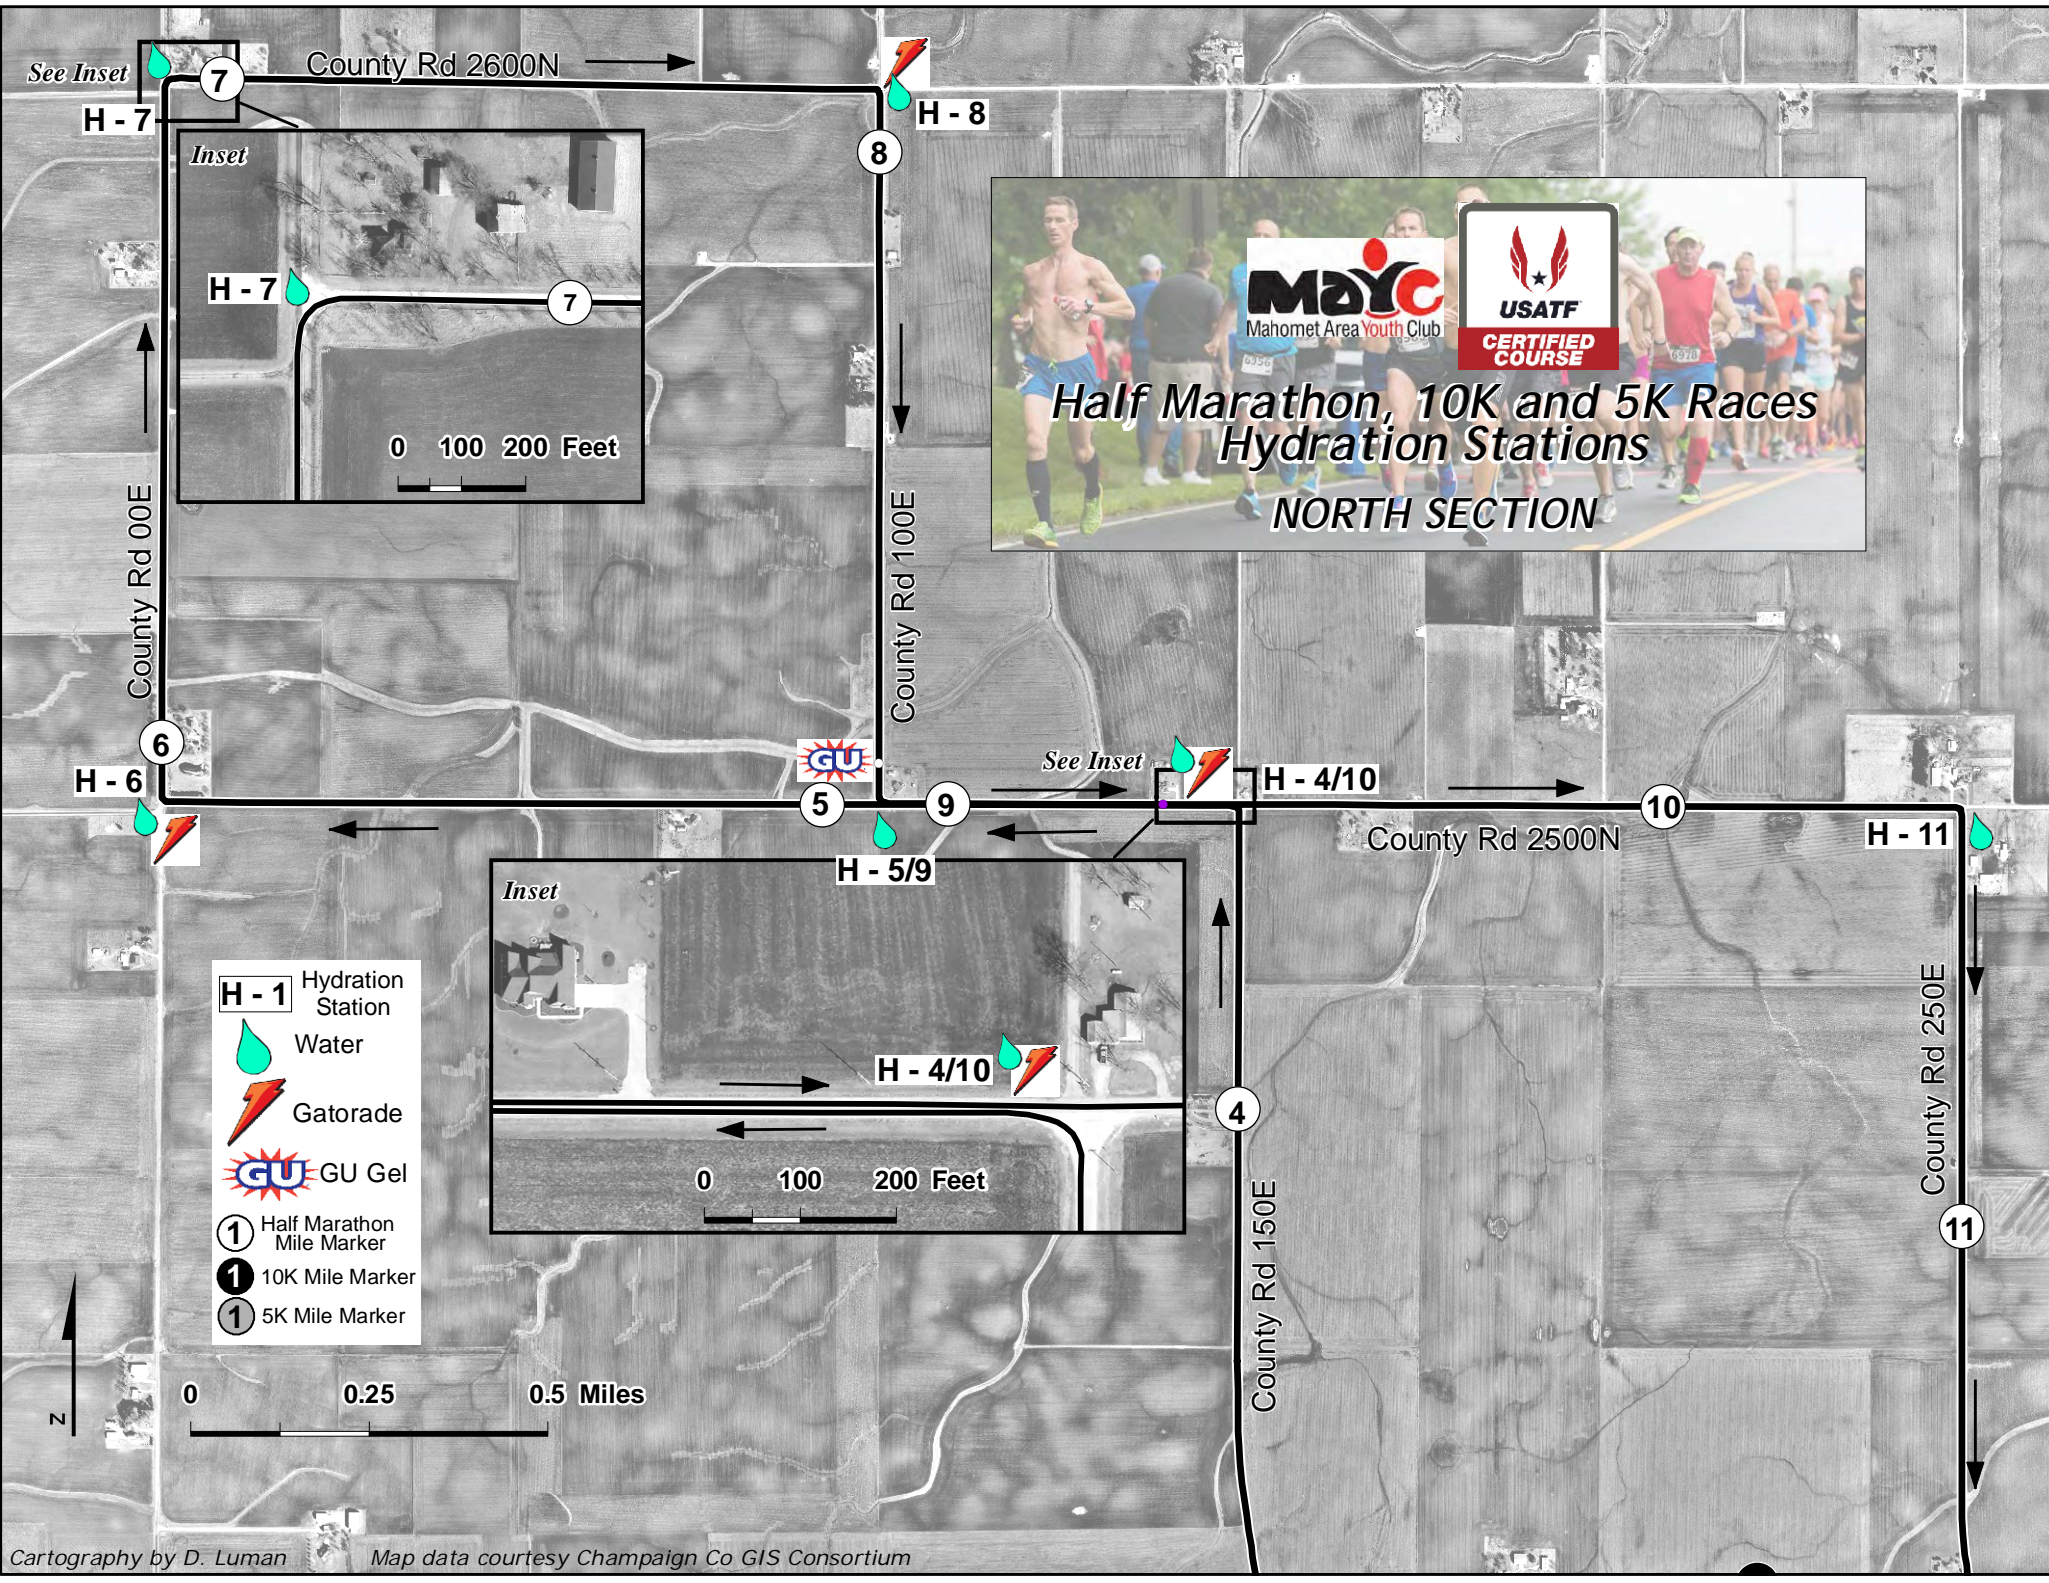 See Inset
7
County Rd 2600N
H - 7
H - 8
8
Inset
H - 7
7
0 100 200 Feet
MAYC
Mahomet Area Youth Club
USATF
CERTIFIED
COURSE
6978
6956
Half Marathon, 10K and 5K Races
Hydration Stations
NORTH SECTION
County Rd 00E
County Rd 100E
6
H - 6
GU
5
9
See Inset
H - 4/10
10
County Rd 2500N
H - 11
H - 5/9
Inset
H - 4/10
0 100 200 Feet
4
County Rd 150E
County Rd 250E
11
H - 1 Hydration
Station
Water
Gatorade
GU GU Gel
1 Half Marathon
Mile Marker
1 10K Mile Marker
1 5K Mile Marker
N
0 0.25 0.5 Miles
Cartography by D. Luman Map data courtesy Champaign Co GIS Consortium